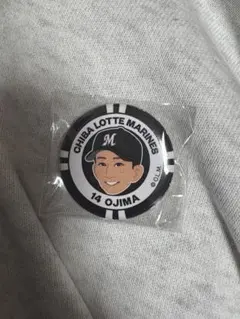 CHIBA LOTTE MARINES
M
14 OJIMA
©C.L.M.